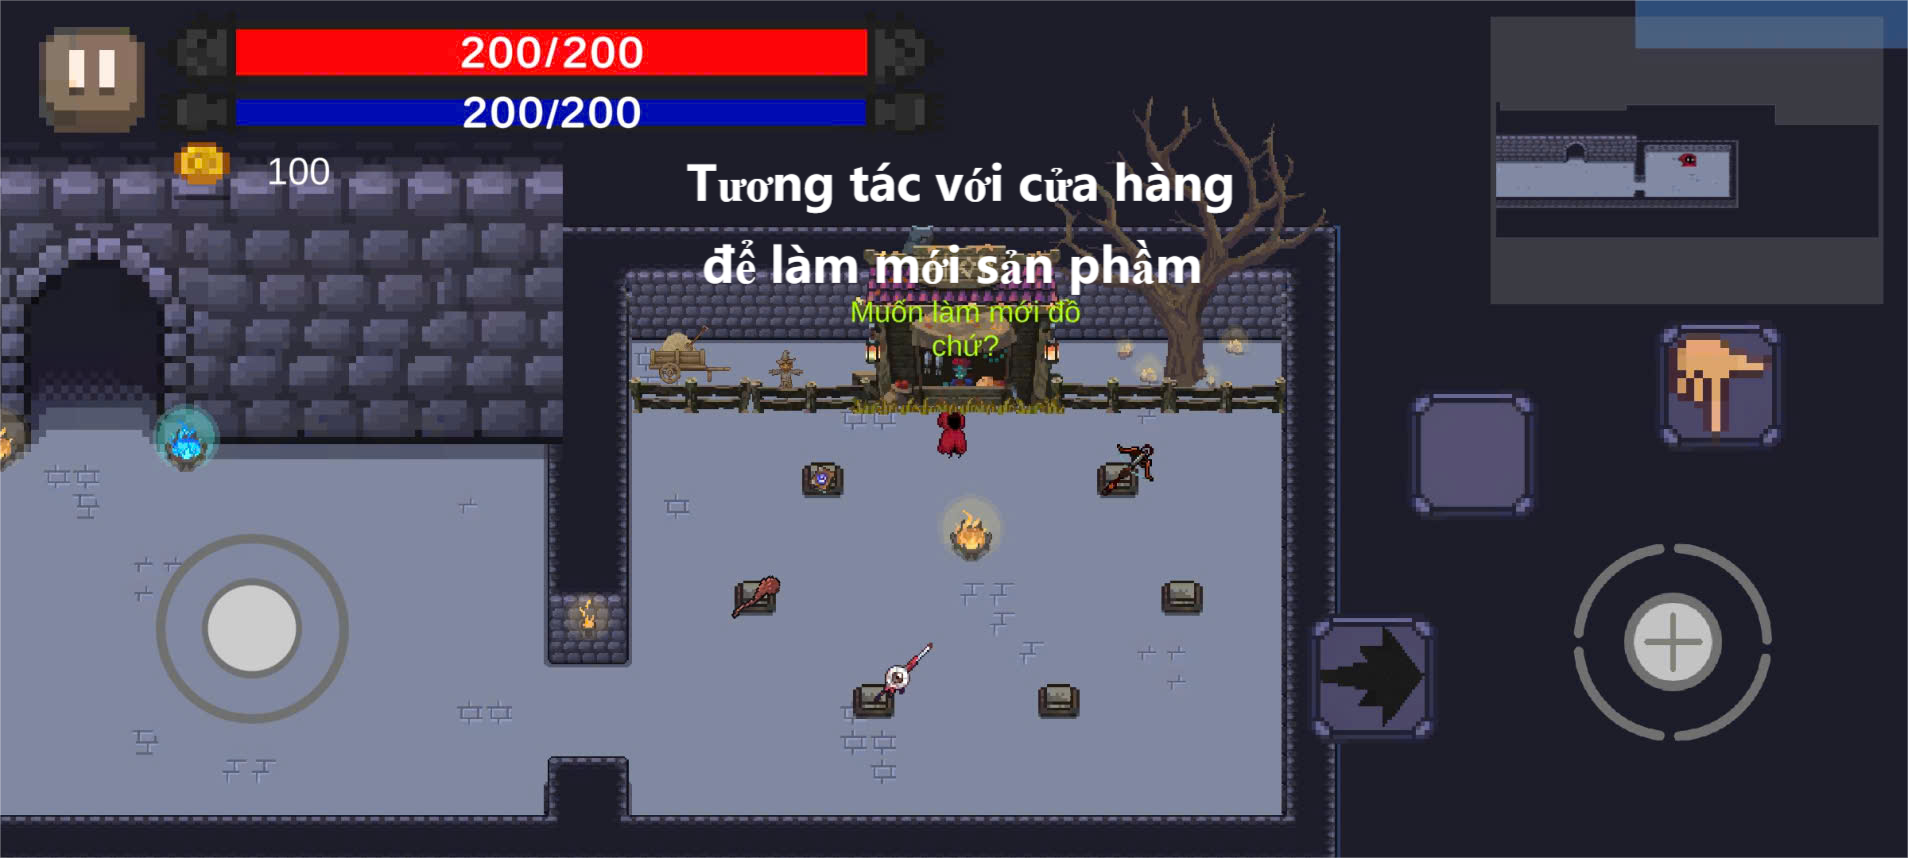 200/200
200/200
100
Tương tác với cửa hàng
để làm mới sản phẩm
Muốn làm mới đồ
chứ?